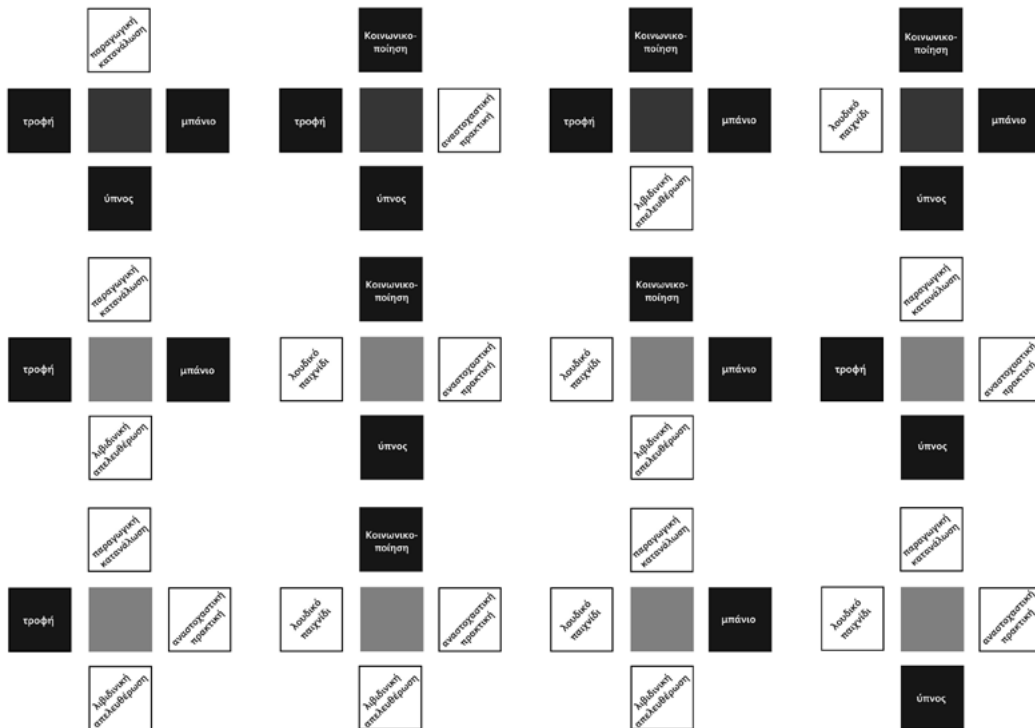 παραγωγική
κατανάλωση
Κοινωνικο-
ποίηση
Κοινωνικο-
ποίηση
Κοινωνικο-
ποίηση
τροφή
μπάνιο
τροφή
αναστοχαστική
πρακτική
τροφή
μπάνιο
λουδικό
παιχνίδι
μπάνιο
ύπνος
ύπνος
λιβιδινική
απελευθέρωση
ύπνος
παραγωγική
κατανάλωση
Κοινωνικο-
ποίηση
Κοινωνικο-
ποίηση
παραγωγική
κατανάλωση
τροφή
μπάνιο
λουδικό
παιχνίδι
αναστοχαστική
πρακτική
λουδικό
παιχνίδι
μπάνιο
τροφή
αναστοχαστική
πρακτική
λιβιδινική
απελευθέρωση
ύπνος
λιβιδινική
απελευθέρωση
ύπνος
παραγωγική
κατανάλωση
Κοινωνικο-
ποίηση
παραγωγική
κατανάλωση
παραγωγική
κατανάλωση
τροφή
αναστοχαστική
πρακτική
λουδικό
παιχνίδι
αναστοχαστική
πρακτική
λουδικό
παιχνίδι
μπάνιο
λουδικό
παιχνίδι
αναστοχαστική
πρακτική
λιβιδινική
απελευθέρωση
λιβιδινική
απελευθέρωση
λιβιδινική
απελευθέρωση
ύπνος